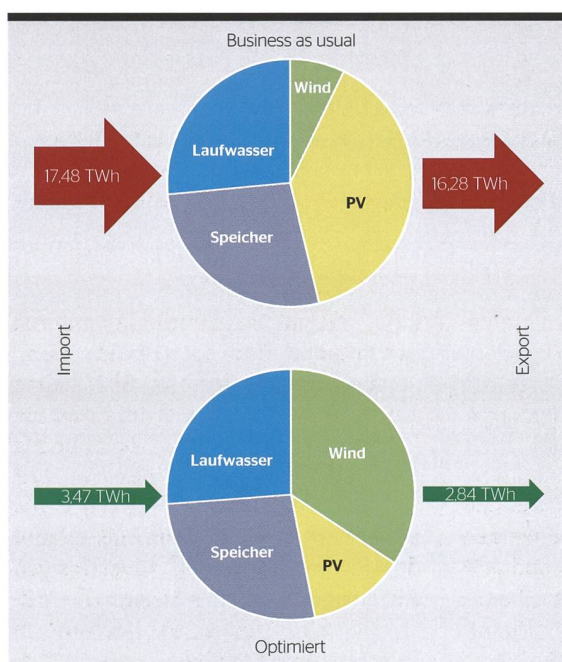 Business as usual
Wind
Laufwasser
17,48 TWh
16,28 TWh
PV
Speicher
Import
Export
Wind
Laufwasser
3,47 TWh
2,84 TWh
Speicher
PV
Optimiert